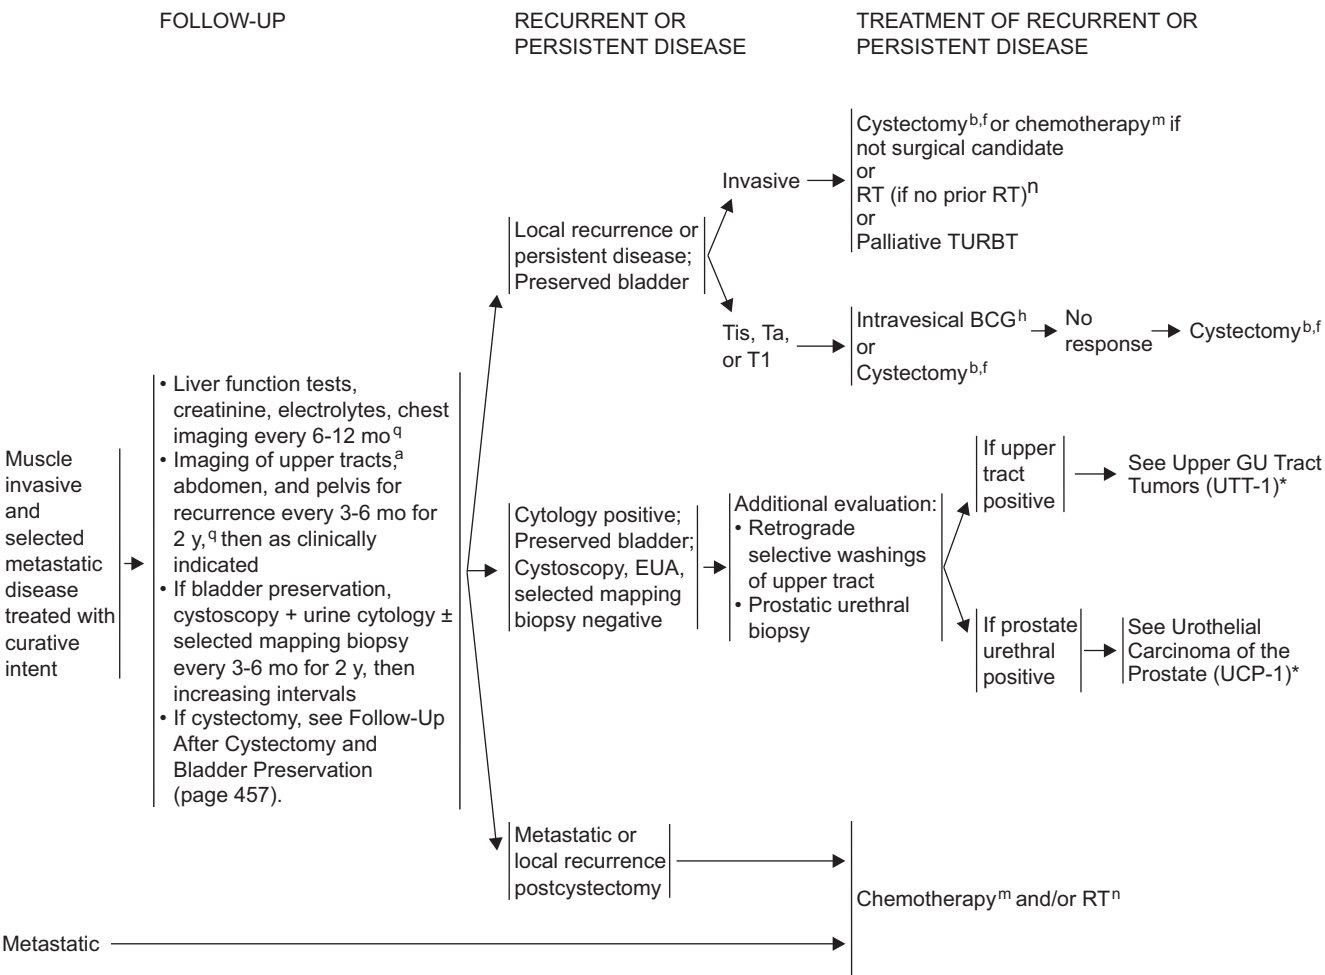 FOLLOW-UP
RECURRENT OR
PERSISTENT DISEASE
TREATMENT OF RECURRENT OR
PERSISTENT DISEASE
Muscle
invasive
and
selected
metastatic
disease
treated with
curative
intent
• Liver function tests,
creatinine, electrolytes, chest
imaging every 6-12 mo q
• Imaging of upper tracts,a
abdomen, and pelvis for
recurrence every 3-6 mo for
2 y,q then as clinically
indicated
• If bladder preservation,
cystoscopy + urine cytology ±
selected mapping biopsy
every 3-6 mo for 2 y, then
increasing intervals
• If cystectomy, see Follow-Up
After Cystectomy and
Bladder Preservation
(page 457).
Local recurrence or
persistent disease;
Preserved bladder
Invasive
Cystectomy b,f or chemotherapy m if
not surgical candidate
or
RT (if no prior RT) n
or
Palliative TURBT
Tis, Ta,
or T1
Intravesical BCG h
or
Cystectomy b,f
No
response
Cystectomy b,f
Cytology positive;
Preserved bladder;
Cystoscopy, EUA,
selected mapping
biopsy negative
Additional evaluation:
• Retrograde
selective washings
of upper tract
• Prostatic urethral
biopsy
If upper
tract
positive
See Upper GU Tract
Tumors (UTT-1)*
If prostate
urethral
positive
See Urothelial
Carcinoma of the
Prostate (UCP-1)*
Metastatic or
local recurrence
postcystectomy
Chemotherapy m and/or RT n
Metastatic